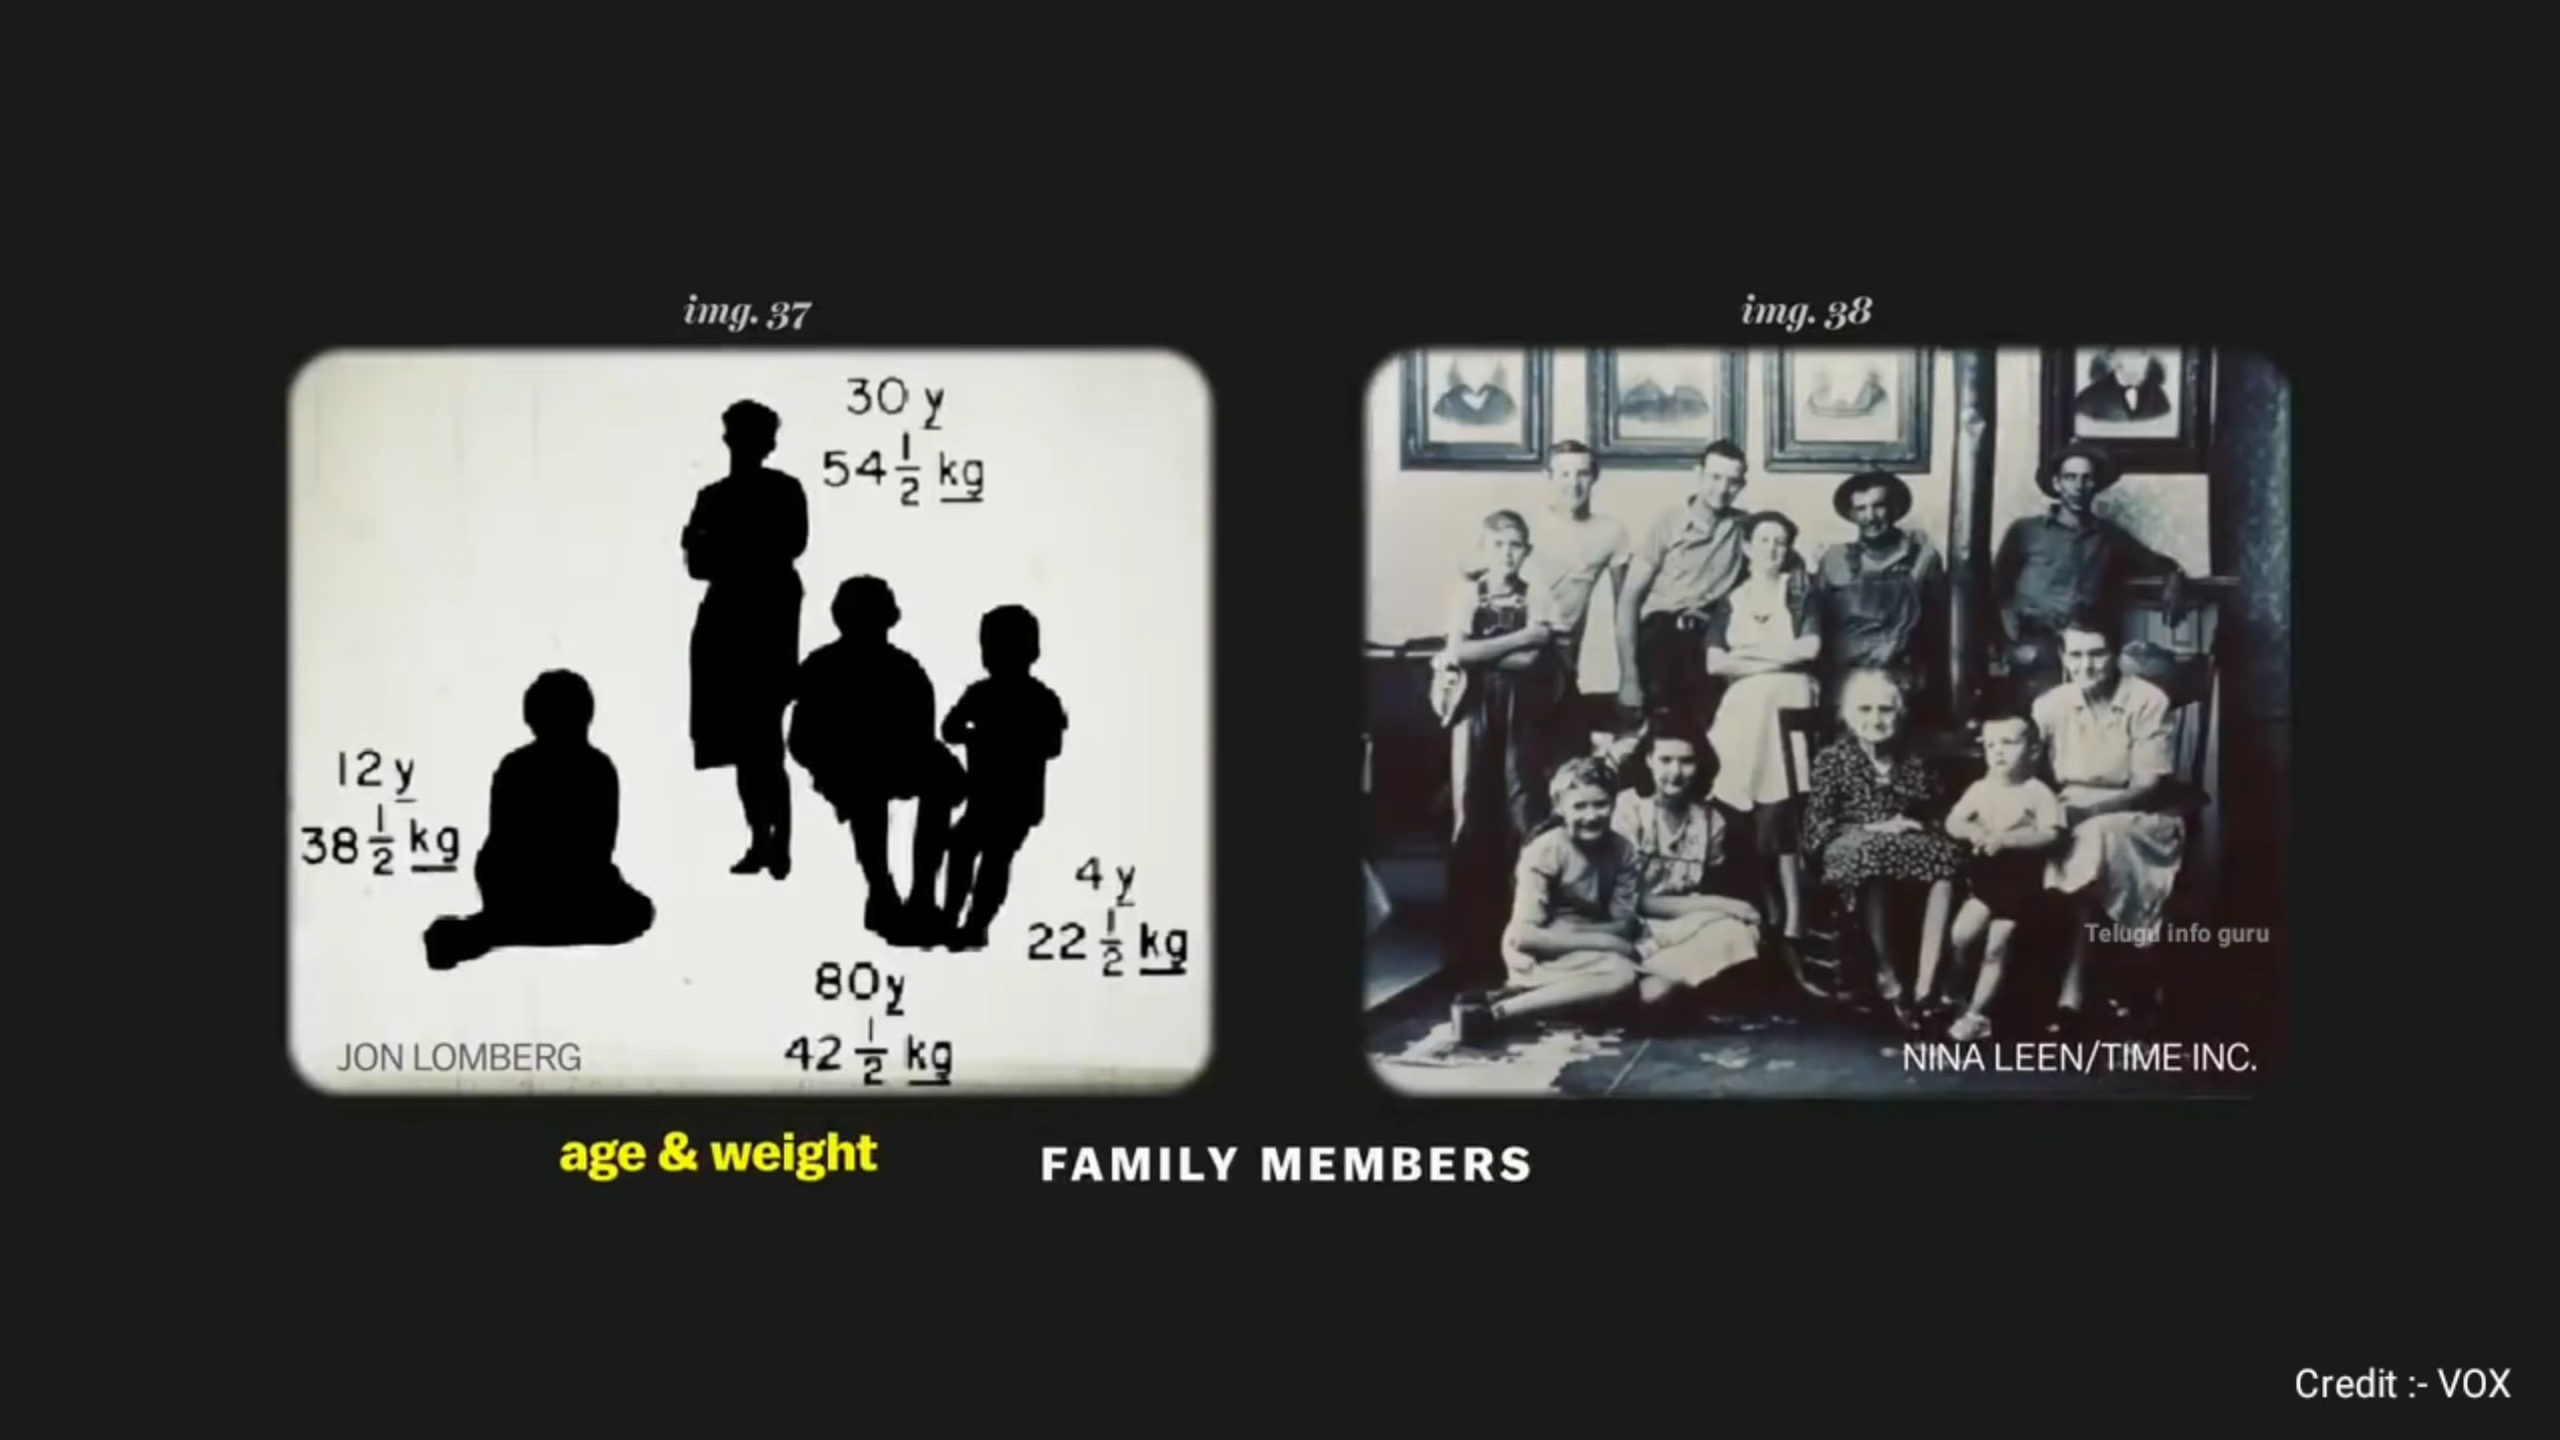 img. 37
30 y
54 1/2 kg
12 y
38 1/2 kg
4 y
22 1/2 kg
80 y
42 1/2 kg
JON LOMBERG
age & weight
img. 38
Telugu info guru
NINA LEEN/TIME INC.
FAMILY MEMBERS
Credit :- VOX